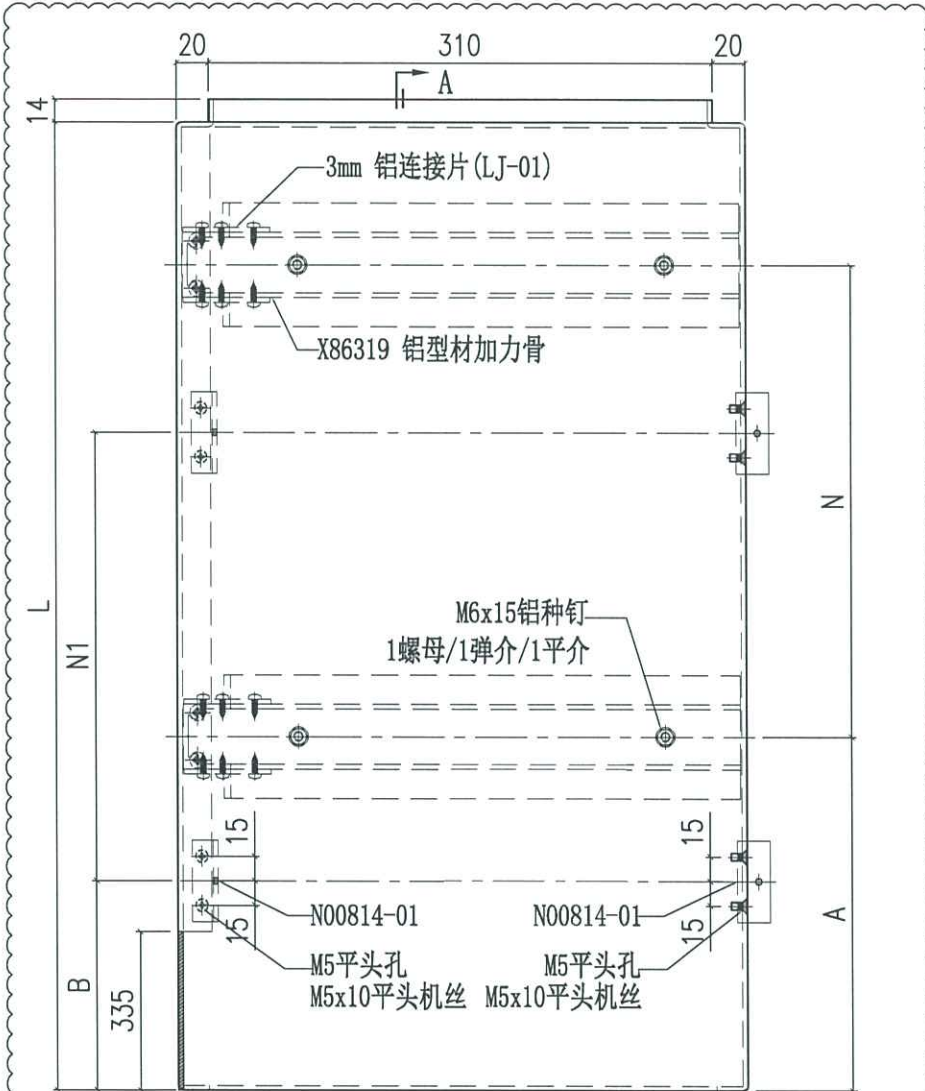 20
310
20
A
14
3mm 铝连接片(LJ-01)
X86319 铝型材加力骨
N
L
N1
M6x15铝种钉
1螺母/1弹介/1平介
15
15
N00814-01
N00814-01
15
15
A
M5平头孔
M5平头孔
M5x10平头机丝
M5x10平头机丝
B
335